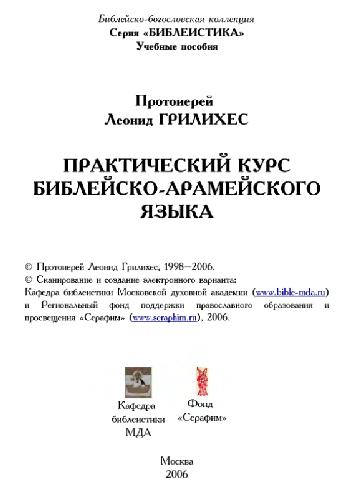 Библейско-богословская коллекция
Серия «БИБЛЕИСТИКА»
Учебные пособия
Протоиерей
Леонид ГРИЛИХЕС
ПРАКТИЧЕСКИЙ КУРС
БИБЛЕЙСКО-АРАМЕЙСКОГО
ЯЗЫКА
© Протоиерей Леонид Грилихес, 1998—2006.
© Сканирование и создание электронного варианта:
Кафедра библеистики Московской духовной академии (www.bible-mda.ru)
и Региональный фонд поддержки православного образования и
просвещения «Серафим» (www.seraphim.ru), 2006.
Кафедра
библеистики
МДА
Фонд
«Серафим»
Москва
2006